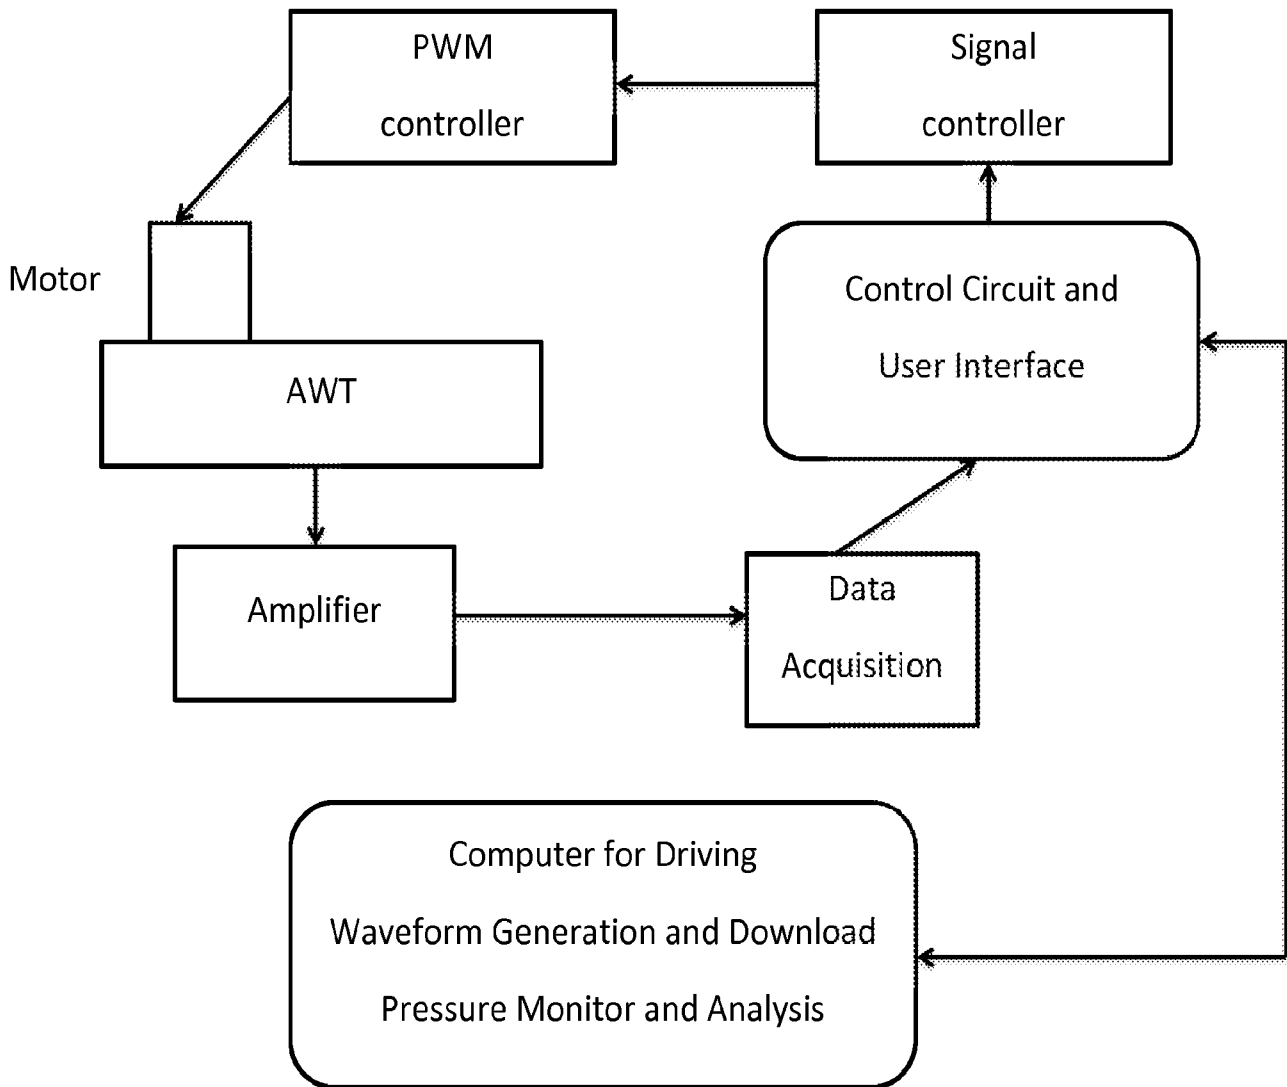 PWM
controller
Signal
controller
Motor
Control Circuit and
User Interface
AWT
Amplifier
Data
Acquisition
Computer for Driving
Waveform Generation and Download
Pressure Monitor and Analysis